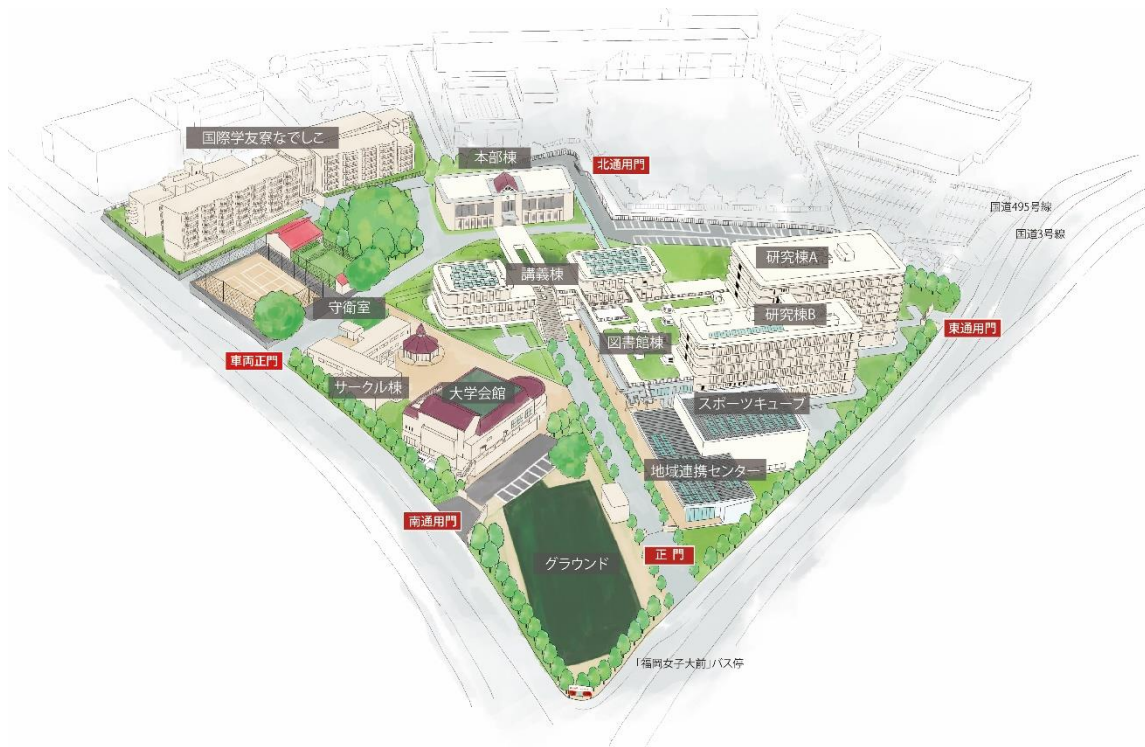 国際学友寮なでしこ
本部棟
北通用門
国道495号線
国道3号線
研究棟A
講義棟
守衛室
研究棟B
東通用門
図書館棟
車両正門
サークル棟
大学会館
スポーツキューブ
地域連携センター
南通用門
正門
グラウンド
「福岡女子大前」バス停